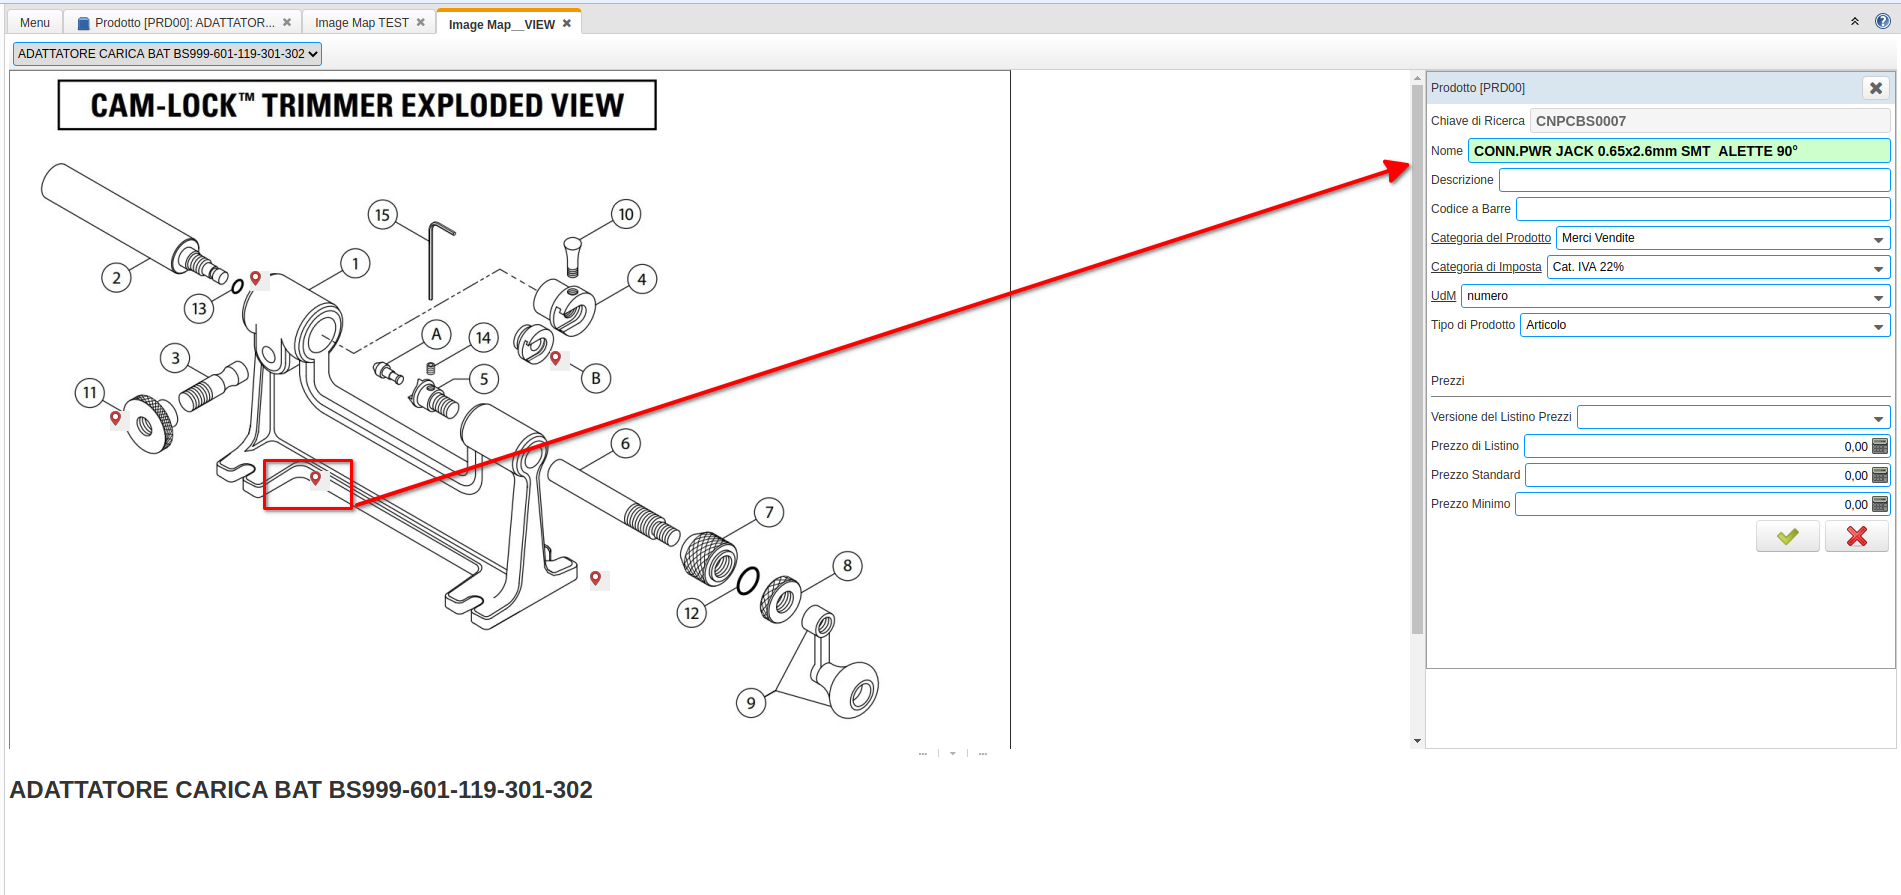 Menu
Prodotto [PRD00]: ADATTATOR...
Image Map TEST
Image Map__VIEW
ADATTATORE CARICA BAT BS999-601-119-301-302
CAM-LOCK™ TRIMMER EXPLODED VIEW
15
10
1
2
4
13
A
14
3
B
5
11
6
7
8
12
9
Prodotto [PRD00]
Chiave di Ricerca CNPCBS0007
Nome CONN.PWR JACK 0.65x2.6mm SMT  ALETTE 90°
Descrizione
Codice a Barre
Categoria del Prodotto Merci Vendite
Categoria di Imposta Cat. IVA 22%
UdM numero
Tipo di Prodotto Articolo
Prezzi
Versione del Listino Prezzi
Prezzo di Listino 0,00
Prezzo Standard 0,00
Prezzo Minimo 0,00
ADATTATORE CARICA BAT BS999-601-119-301-302